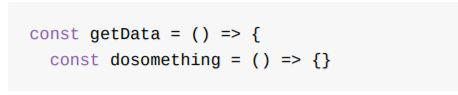 const getData = () => {
  const dosomething = () => {}